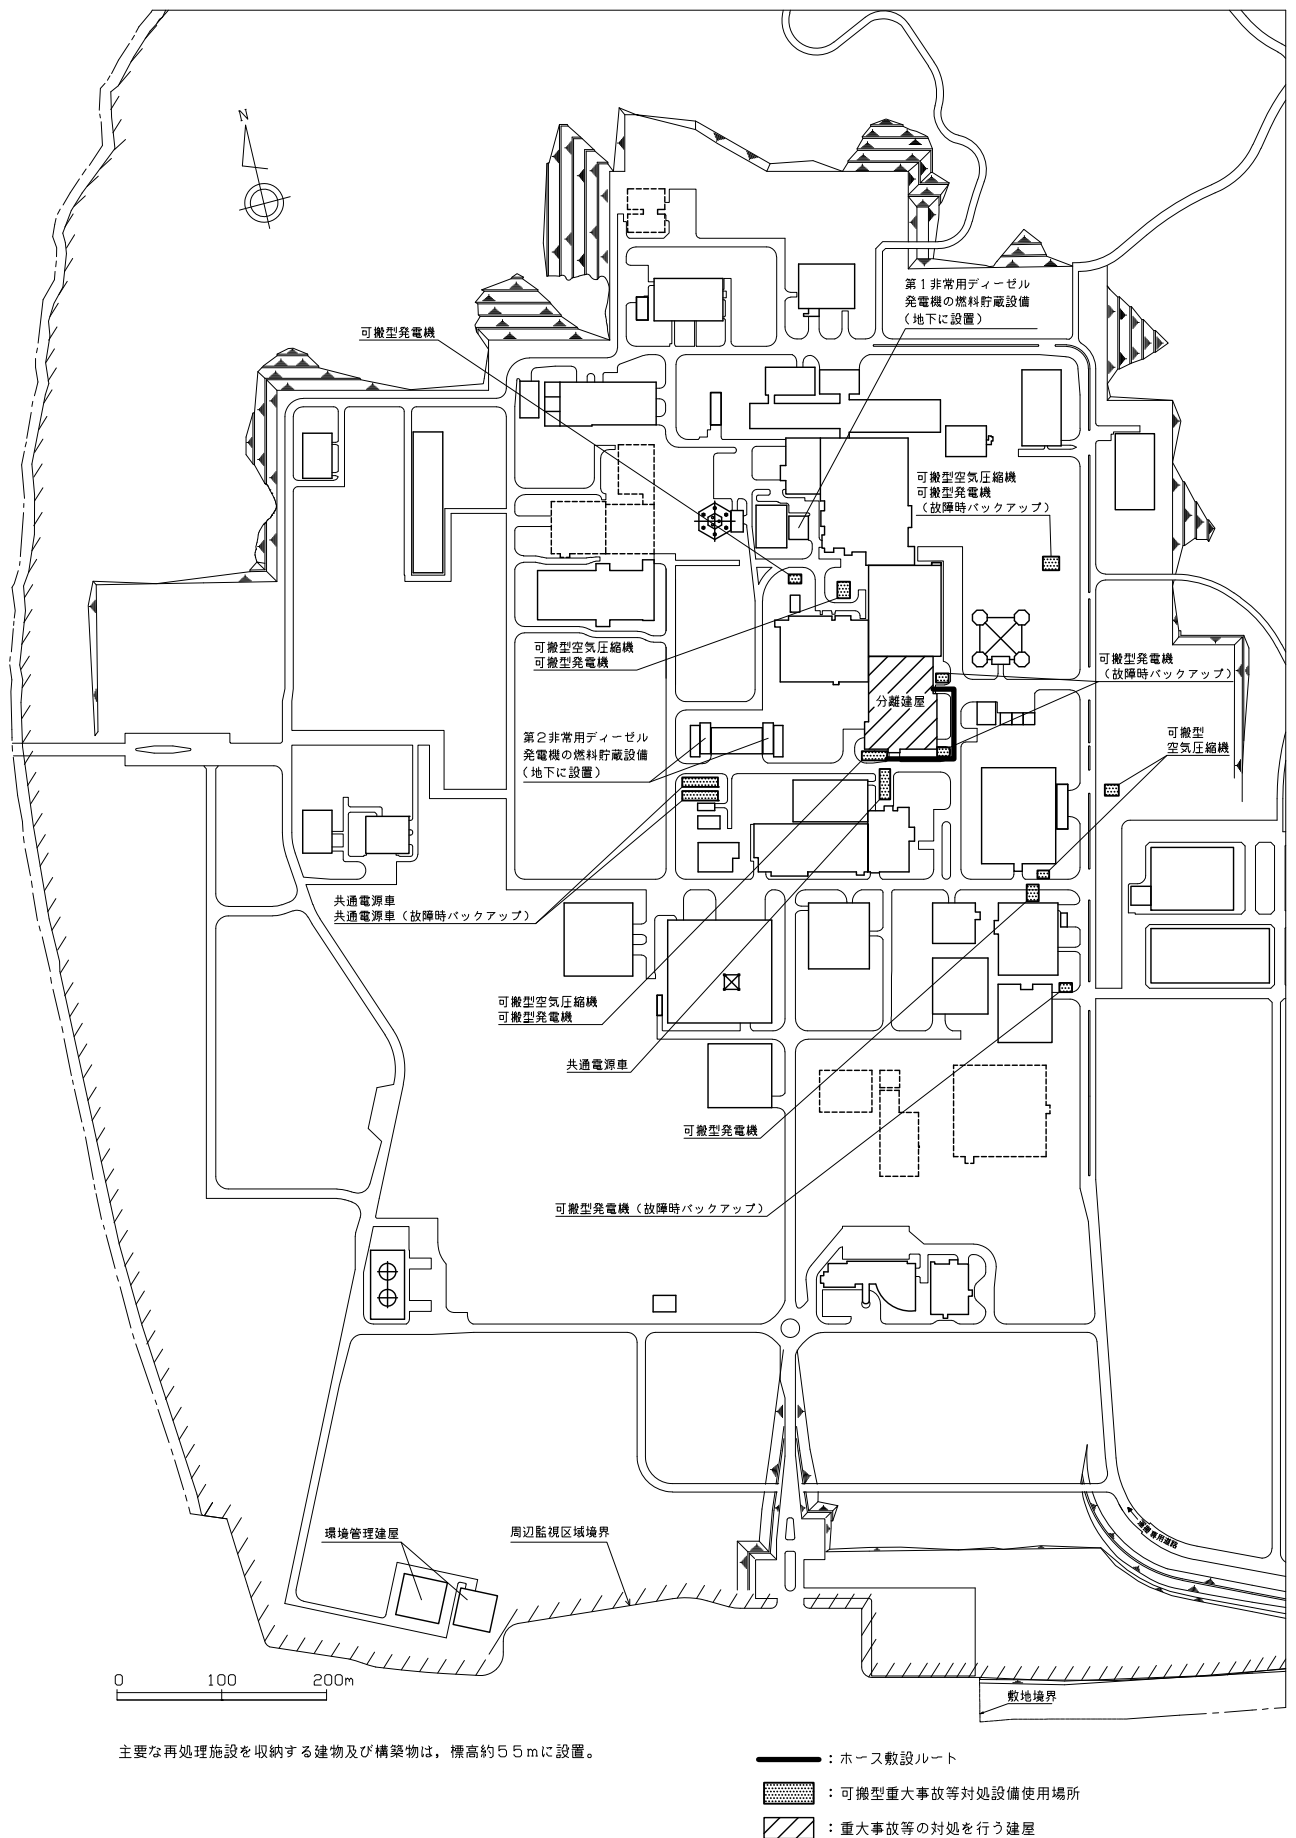 N
第1非常用ディーゼル
発電機の燃料貯蔵設備
(地下に設置)
可搬型発電機
可搬型空気圧縮機
可搬型発電機
(故障時バックアップ)
可搬型空気圧縮機
可搬型発電機
可搬型発電機
(故障時バックアップ)
分離建屋
可搬型
空気圧縮機
第2非常用ディーゼル
発電機の燃料貯蔵設備
(地下に設置)
共通電源車
共通電源車(故障時バックアップ)
可搬型空気圧縮機
可搬型発電機
共通電源車
可搬型発電機
可搬型発電機(故障時バックアップ)
運搬専用道路
環境管理建屋
周辺監視区域境界
0 100 200m
敷地境界
主要な再処理施設を収納する建物及び構築物は,標高約55mに設置。
:ホース敷設ルート
:可搬型重大事故等対処設備使用場所
:重大事故等の対処を行う建屋